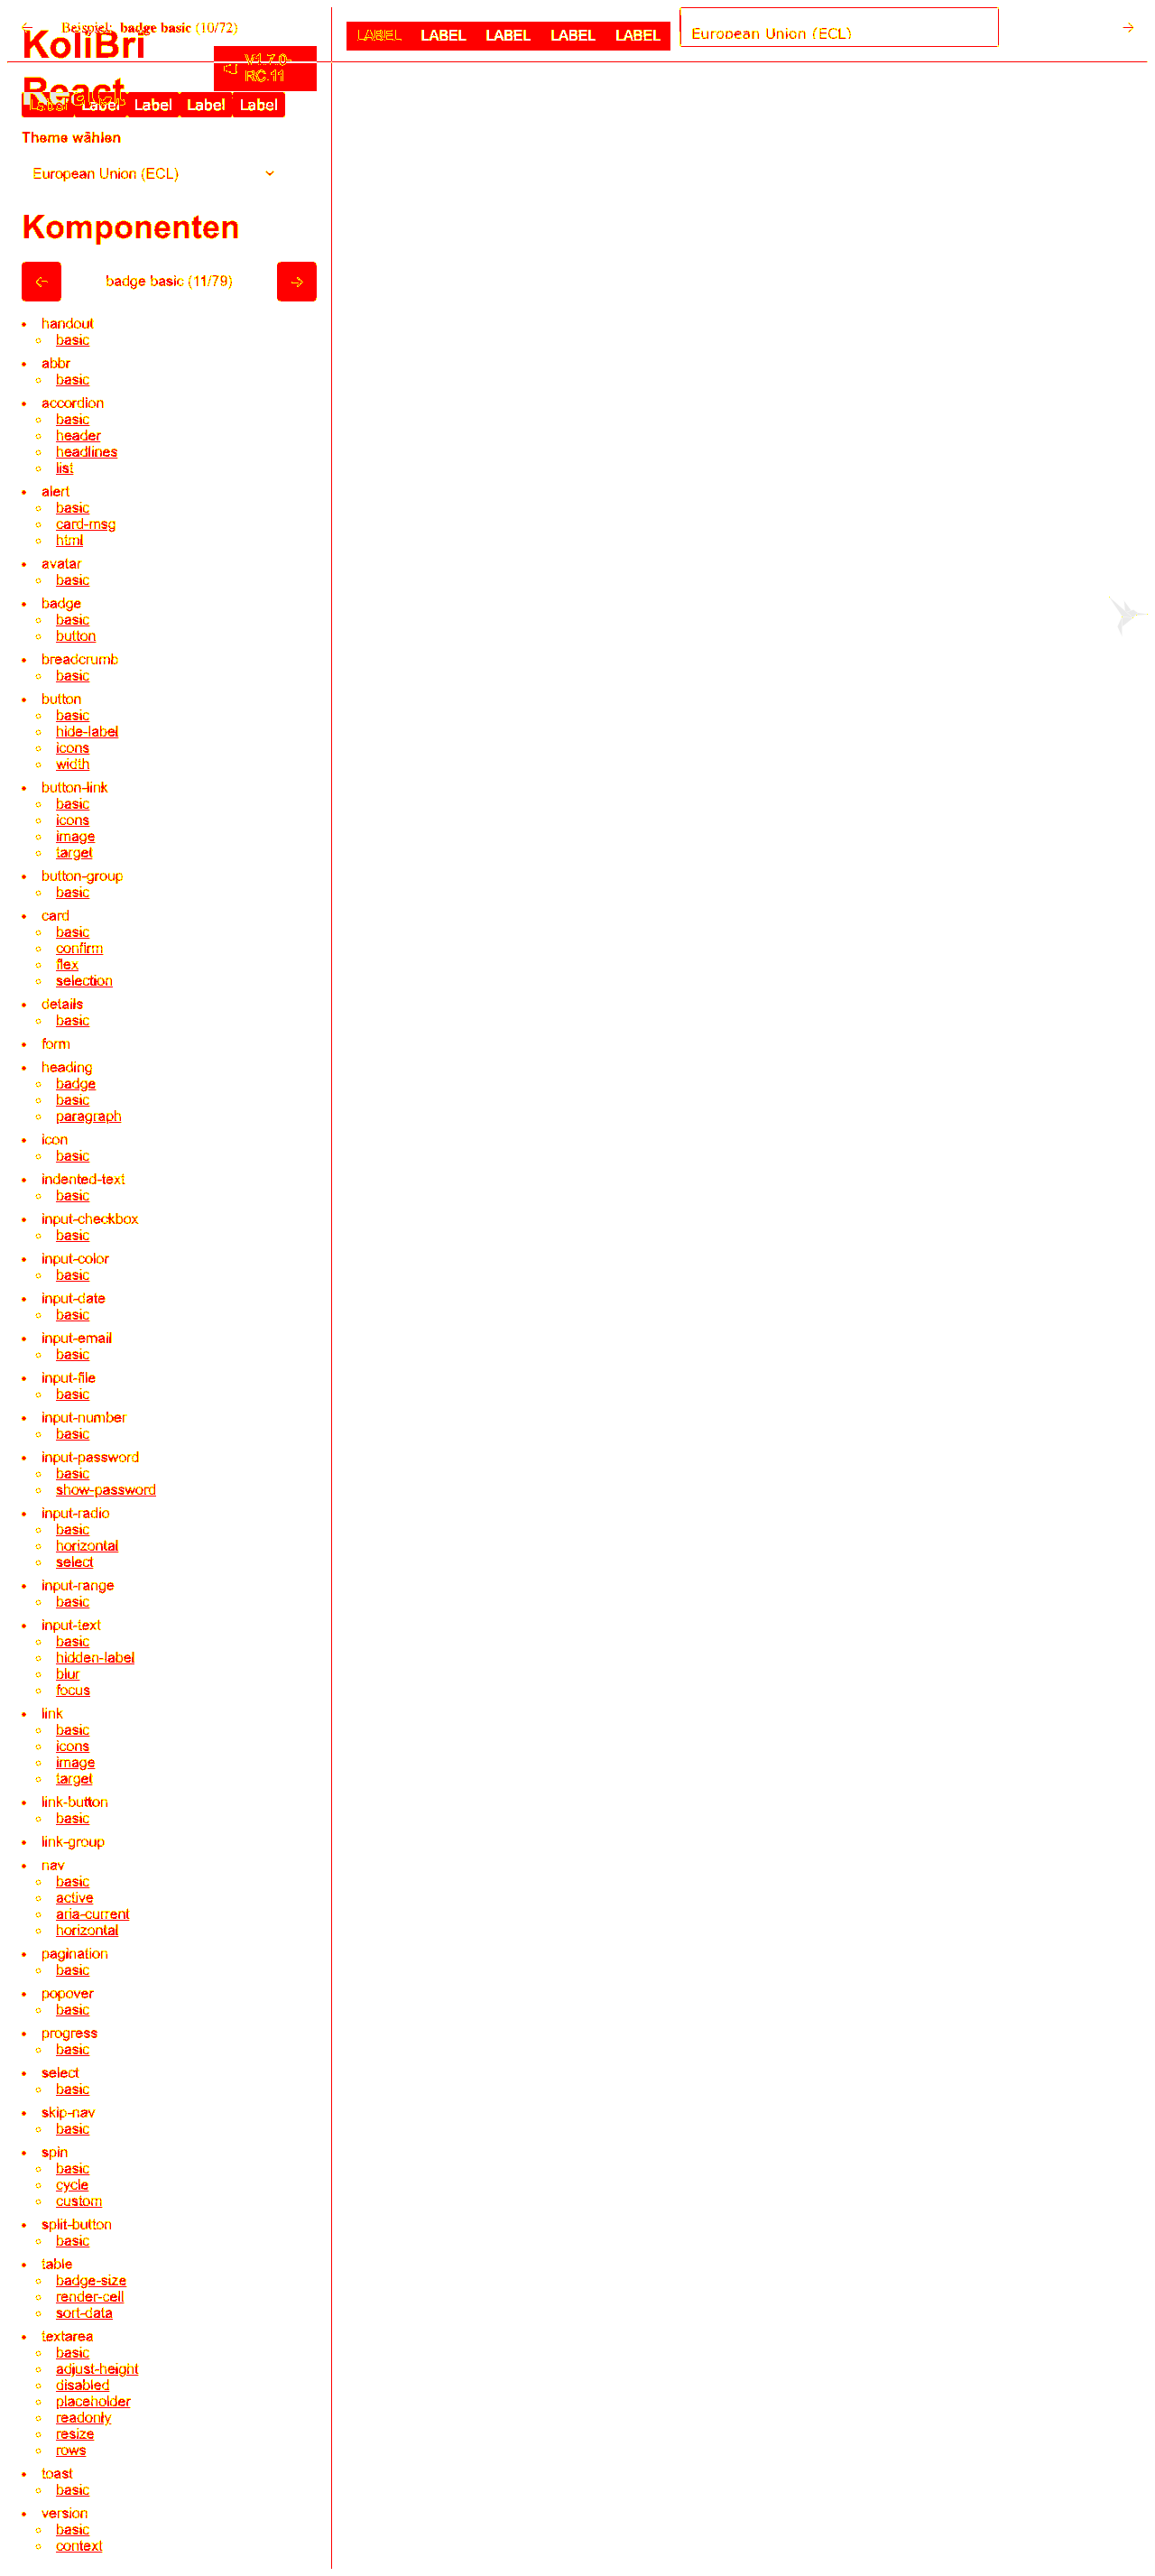 Beispiel: badge basic (10/72)
KoliBri
React
V1.7.0-
RC.11
LABEL LABEL LABEL LABEL LABEL
European Union (ECL)
Label Label Label Label Label
Theme wählen
European Union (ECL)
Komponenten
badge basic (11/79)
handout
basic
abbr
basic
accordion
basic
header
headlines
list
alert
basic
card-msg
html
avatar
basic
badge
basic
button
breadcrumb
basic
button
basic
hide-label
icons
width
button-link
basic
icons
image
target
button-group
basic
card
basic
confirm
flex
selection
details
basic
form
heading
badge
basic
paragraph
icon
basic
indented-text
basic
input-checkbox
basic
input-color
basic
input-date
basic
input-email
basic
input-file
basic
input-number
basic
input-password
basic
show-password
input-radio
basic
horizontal
select
input-range
basic
input-text
basic
hidden-label
blur
focus
link
basic
icons
image
target
link-button
basic
link-group
nav
basic
active
aria-current
horizontal
pagination
basic
popover
basic
progress
basic
select
basic
skip-nav
basic
spin
basic
cycle
custom
split-button
basic
table
badge-size
render-cell
sort-data
textarea
basic
adjust-height
disabled
placeholder
readonly
resize
rows
toast
basic
version
basic
context